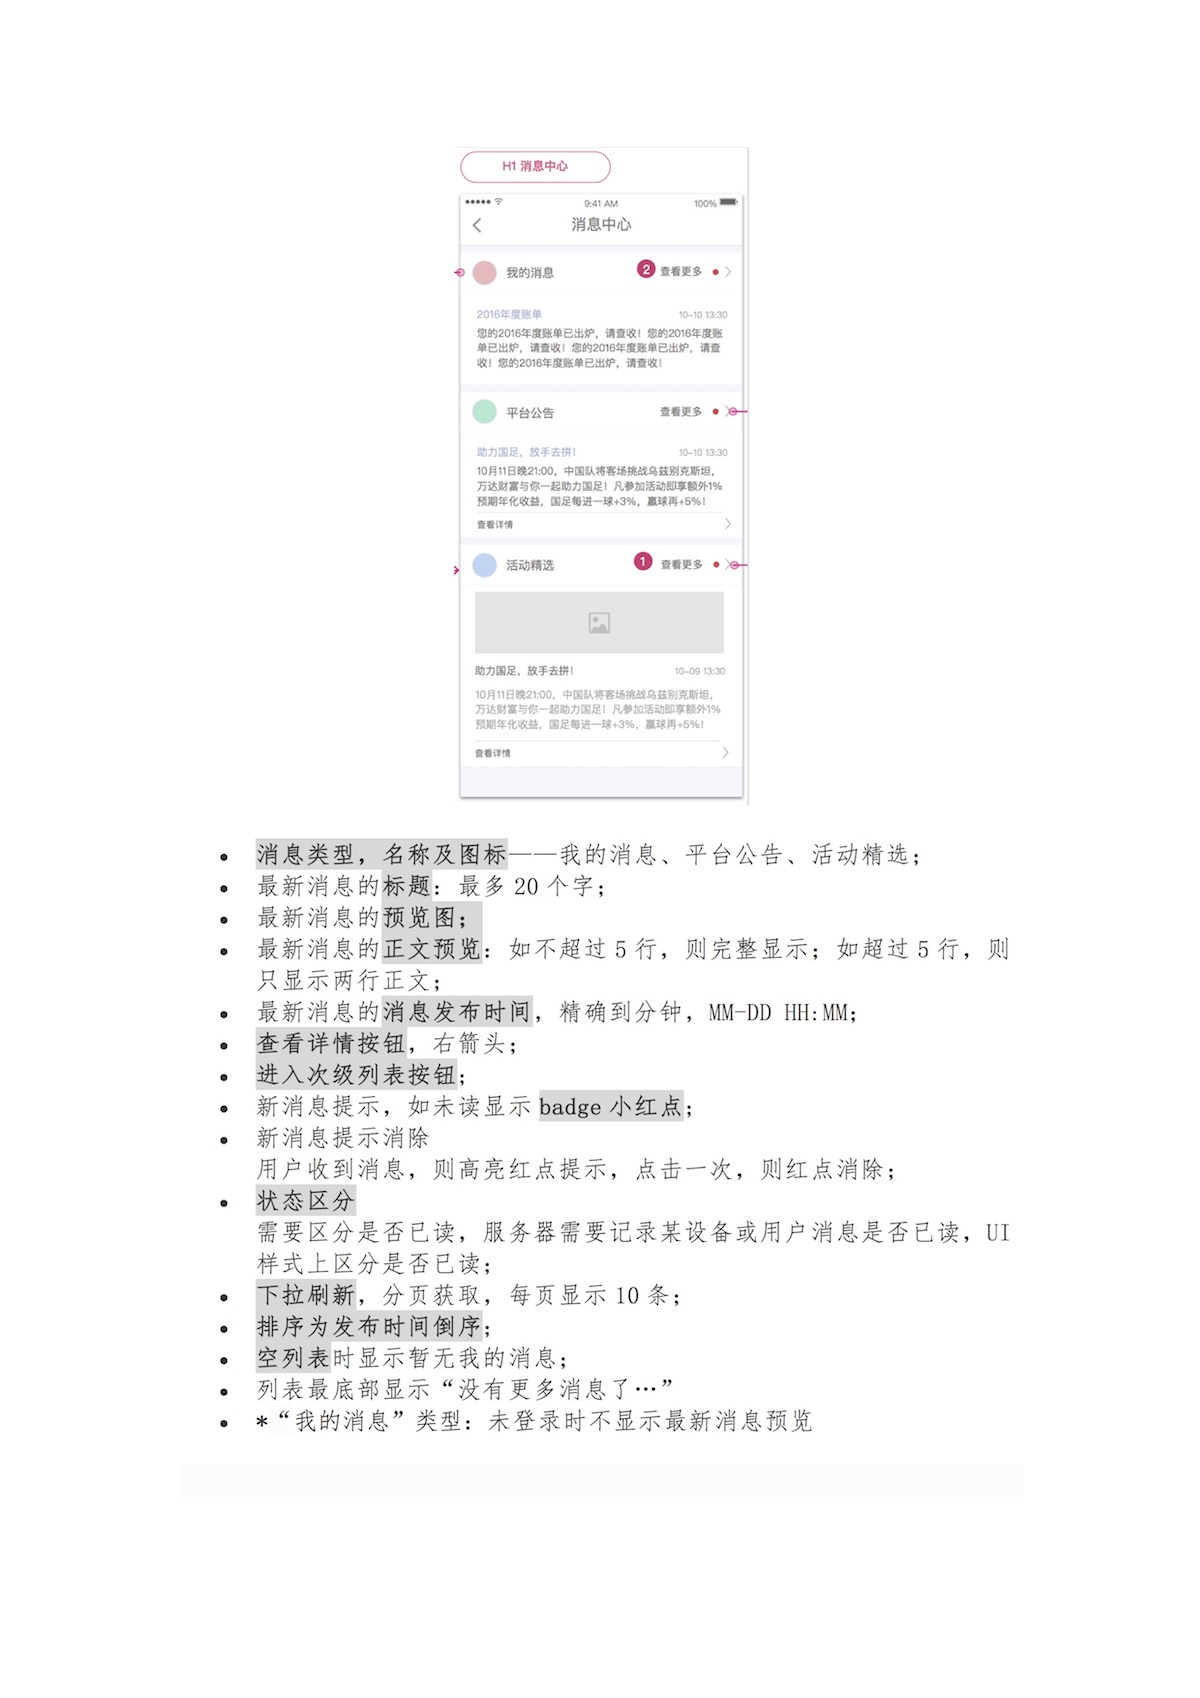 H1 消息中心
9:41 AM
100%
消息中心
我的消息
2
查看更多
2016年度账单
10-10 13:30
您的2016年度账单已出炉，请查收！您的2016年度账
单已出炉，请查收！您的2016年度账单已出炉，请查
收！您的2016年度账单已出炉，请查收！
平台公告
查看更多
助力国足，放手去拼！
10-10 13:30
10月11日晚21:00，中国队将客场挑战乌兹别克斯坦，
万达财富与你一起助力国足！凡参加活动即享额外1%
预期年化收益，国足每进一球+3%，赢球再+5%！
查看详情
活动精选
1
查看更多
助力国足，放手去拼！
10-09 13:30
10月11日晚21:00，中国队将客场挑战乌兹别克斯坦，
万达财富与你一起助力国足！凡参加活动即享额外1%
预期年化收益，国足每进一球+3%，赢球再+5%！
查看详情
• 消息类型，名称及图标——我的消息、平台公告、活动精选；
• 最新消息的标题：最多 20 个字；
• 最新消息的预览图；
• 最新消息的正文预览：如不超过 5 行，则完整显示；如超过 5 行，则
只显示两行正文；
• 最新消息的消息发布时间，精确到分钟，MM-DD HH:MM；
• 查看详情按钮，右箭头；
• 进入次级列表按钮；
• 新消息提示，如未读显示 badge 小红点；
• 新消息提示消除
用户收到消息，则高亮红点提示，点击一次，则红点消除；
• 状态区分
需要区分是否已读，服务器需要记录某设备或用户消息是否已读，UI
样式上区分是否已读；
• 下拉刷新，分页获取，每页显示 10 条；
• 排序为发布时间倒序；
• 空列表时显示暂无我的消息；
• 列表最底部显示“没有更多消息了…”
• *“我的消息”类型：未登录时不显示最新消息预览